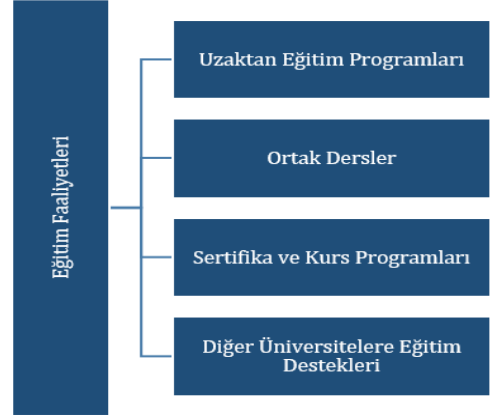 Eğitim Faaliyetleri
Uzaktan Eğitim Programları
Ortak Dersler
Sertifika ve Kurs Programları
Diğer Üniversitelere Eğitim
Destekleri